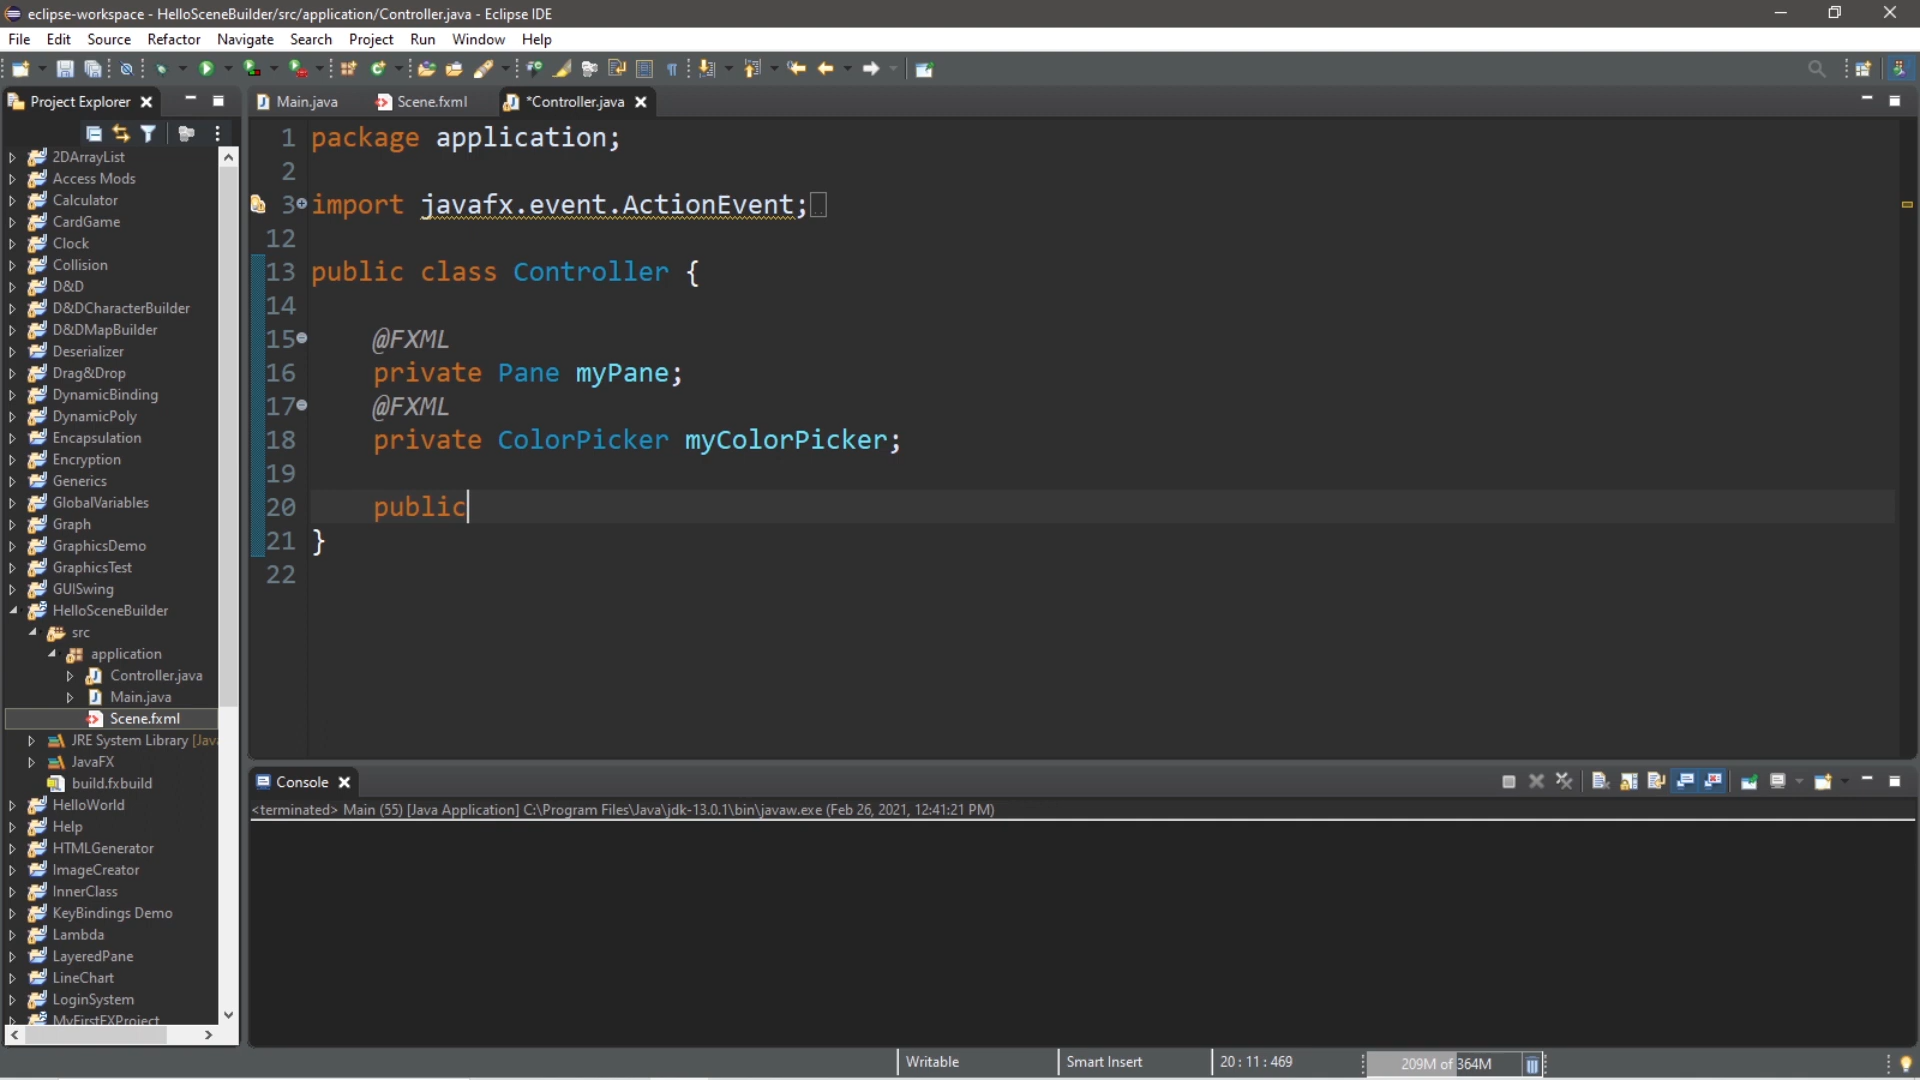 eclipse-workspace - HelloSceneBuilder/src/application/Controller.java - Eclipse IDE
File Edit Source Refactor Navigate Search Project Run Window Help
Project Explorer
Main.java Scene.fxml *Controller.java
2DArrayList
Access Mods
Calculator
CardGame
Clock
Collision
D&D
D&DCharacterBuilder
D&DMapBuilder
Deserializer
Drag&Drop
DynamicBinding
DynamicPoly
Encapsulation
Encryption
Generics
GlobalVariables
Graph
GraphicsDemo
GraphicsTest
GUISwing
HelloSceneBuilder
src
application
Controller.java
Main.java
Scene.fxml
JRE System Library [Java
JavaFX
build.fxbuild
HelloWorld
Help
HTMLGenerator
ImageCreator
InnerClass
KeyBindings Demo
Lambda
LayeredPane
LineChart
LoginSystem
MyFirstFXProject
1 package application;
2
3 import javafx.event.ActionEvent;
12
13 public class Controller {
14
15 @FXML
16 private Pane myPane;
17 @FXML
18 private ColorPicker myColorPicker;
19
20 public
21 }
22
Console
<terminated> Main (55) [Java Application] C:\Program Files\Java\jdk-13.0.1\bin\javaw.exe (Feb 26, 2021, 12:41:21 PM)
Writable Smart Insert 20 : 11 : 469 209M of 364M